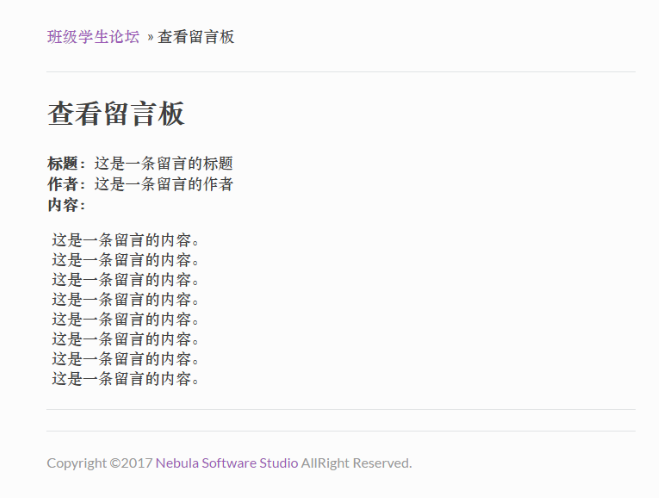 班级学生论坛 » 查看留言板
查看留言板
标题：这是一条留言的标题
作者：这是一条留言的作者
内容：
这是一条留言的内容。
这是一条留言的内容。
这是一条留言的内容。
这是一条留言的内容。
这是一条留言的内容。
这是一条留言的内容。
这是一条留言的内容。
这是一条留言的内容。
Copyright ©2017 Nebula Software Studio AllRight Reserved.